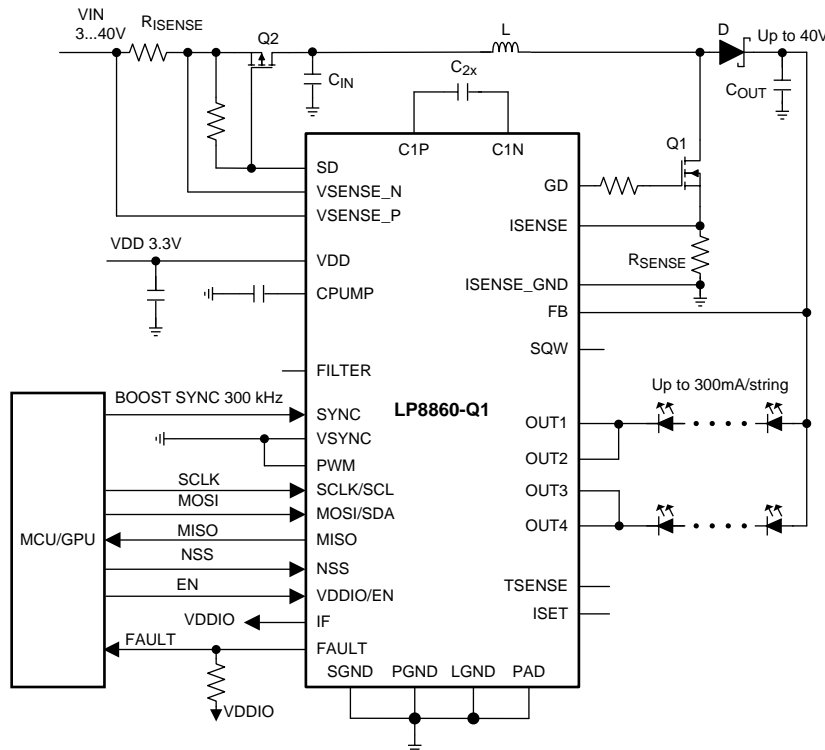 VIN
3...40V
RISENSE
Q2
L
D
Up to 40V
CIN
C2x
COUT
C1P
C1N
Q1
SD
VSENSE_N
VSENSE_P
GD
ISENSE
RSENSE
VDD 3.3V
VDD
CPUMP
ISENSE_GND
FB
SQW
FILTER
LP8860-Q1
Up to 300mA/string
BOOST SYNC 300 kHz
SYNC
VSYNC
PWM
OUT1
OUT2
OUT3
OUT4
SCLK
SCLK/SCL
MOSI
MOSI/SDA
MCU/GPU
MISO
MISO
NSS
NSS
EN
VDDIO/EN
TSENSE
ISET
VDDIO
IF
FAULT
FAULT
VDDIO
SGND
PGND
LGND
PAD